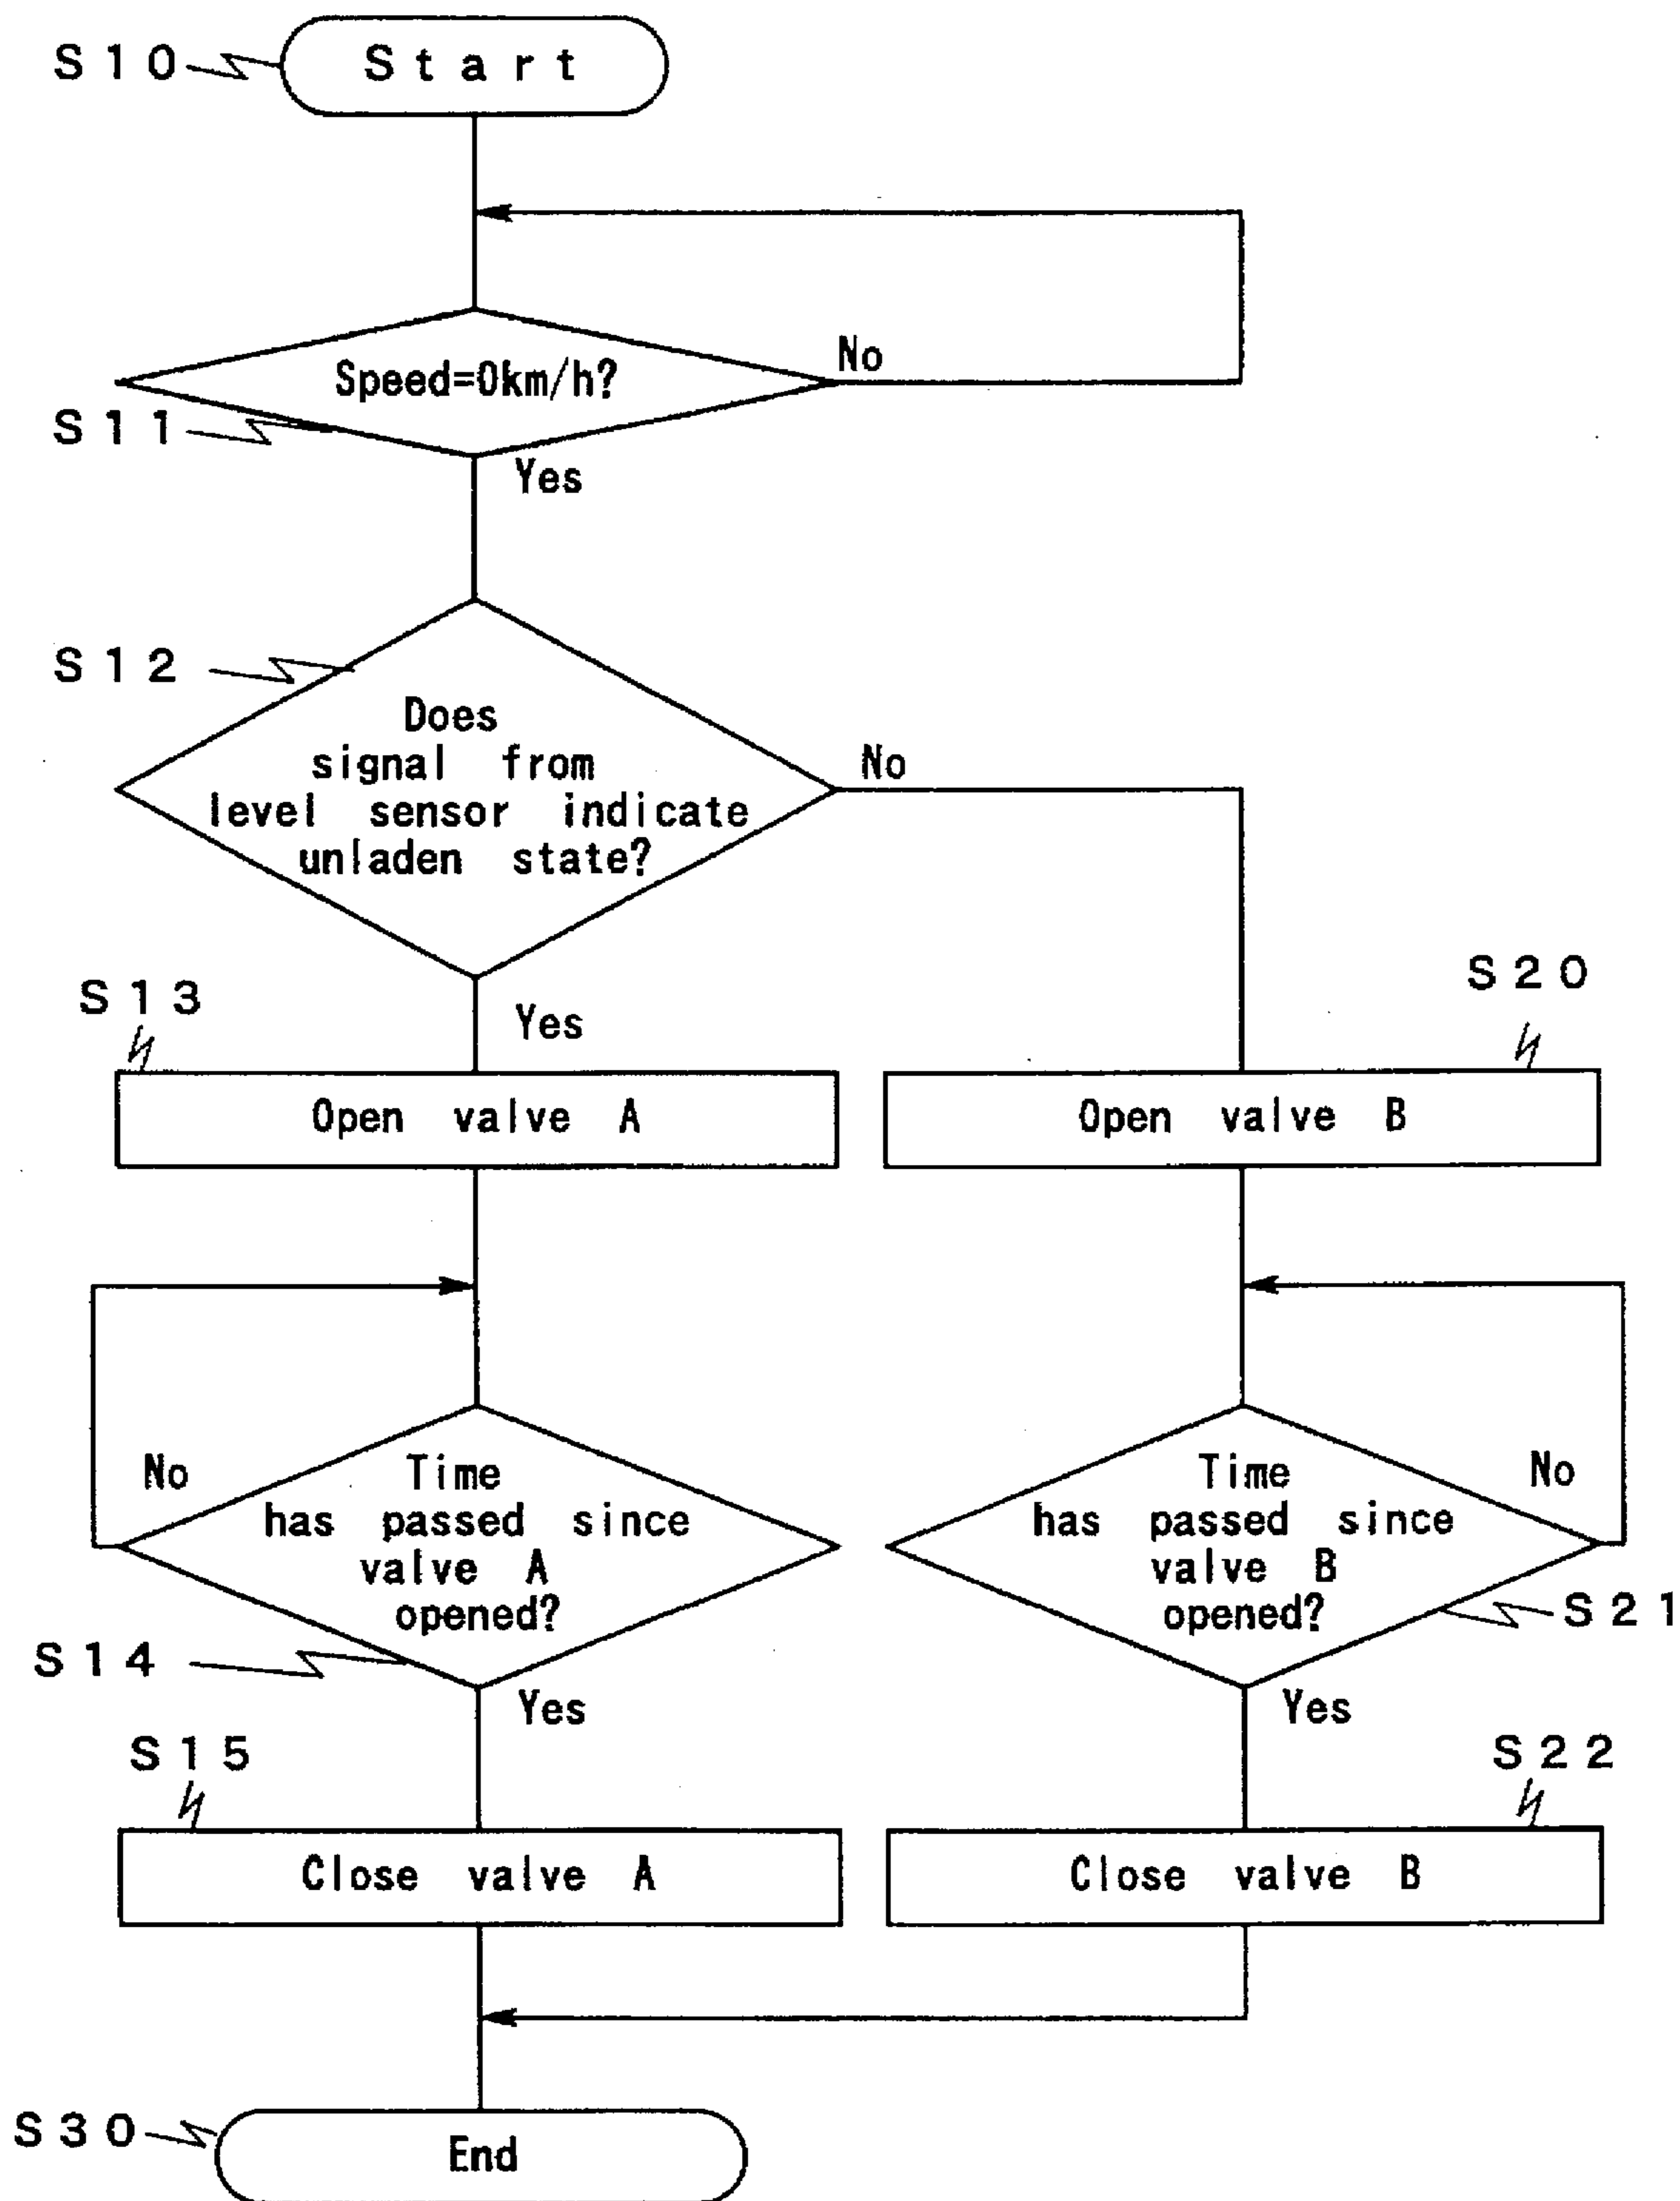 S10
Start
No
Speed=0km/h?
S11
Yes
S12
Does
signal from
level sensor indicate
unladen state?
No
Yes
S13
S20
Open valve A
Open valve B
No
Time
has passed since
valve A
opened?
S14
Yes
Time
has passed since
valve B
opened?
No
S21
Yes
S15
S22
Close valve A
Close valve B
S30
End